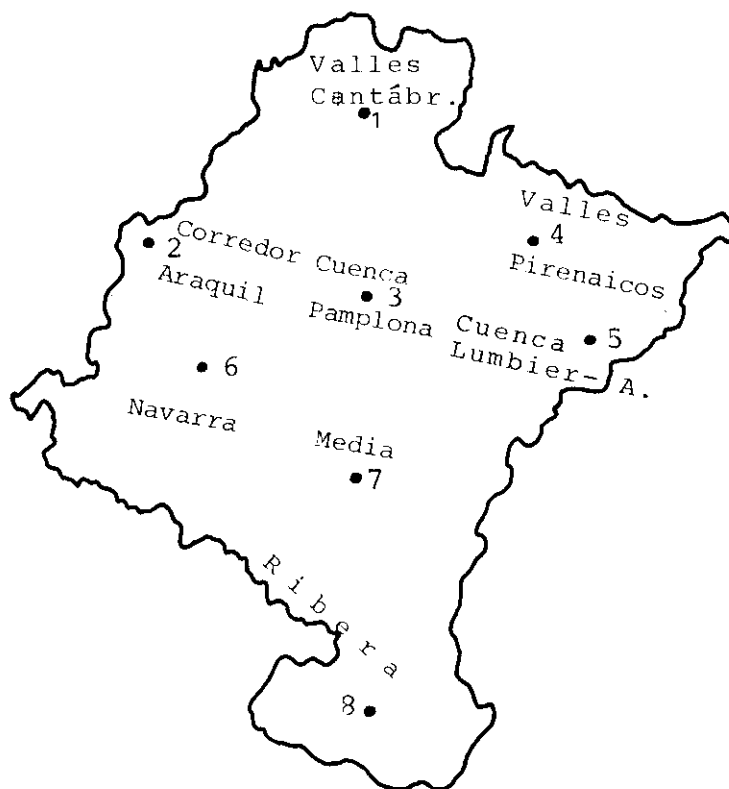 Valles
Cantábr.
1
Valles
4
Pirenaicos
2
Corredor
Araquil
Cuenca
3
Pamplona
Cuenca
5
Lumbier-A.
6
Navarra
Media
7
Ribera
8